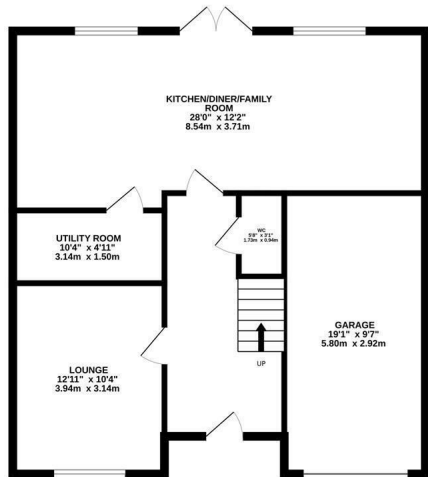 KITCHEN/DINER/FAMILY
ROOM
28'0" x 12'2"
8.54m x 3.71m
WC
5'8" x 3'1"
1.73m x 0.94m
UTILITY ROOM
10'4" x 4'11"
3.14m x 1.50m
GARAGE
19'1" x 9'7"
5.80m x 2.92m
LOUNGE
12'11" x 10'4"
3.94m x 3.14m
UP